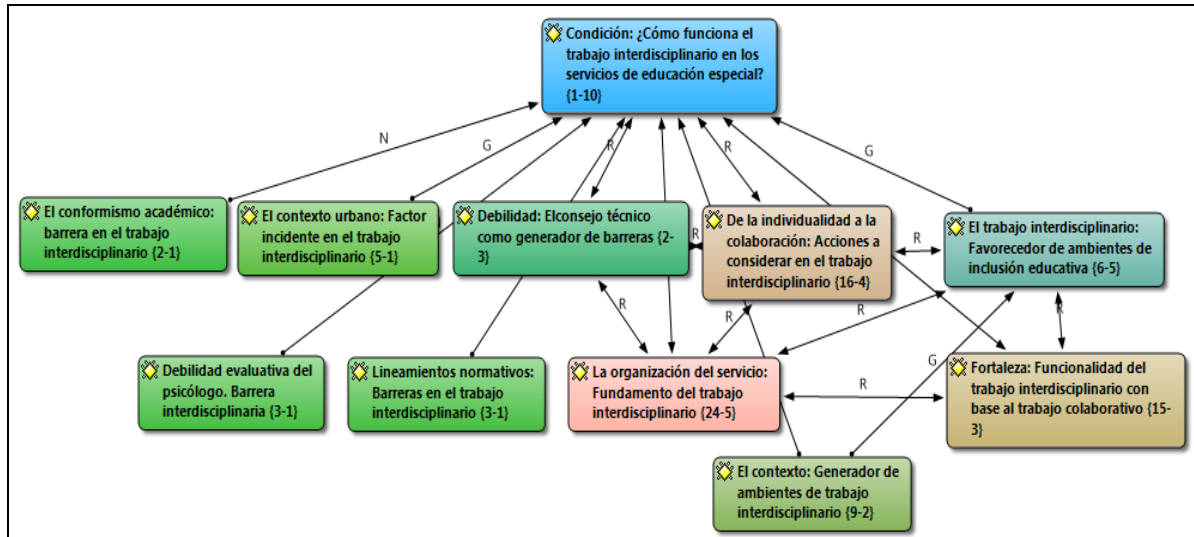 Condición: ¿Cómo funciona el
trabajo interdisciplinario en los
servicios de educación especial?
{1-10}
N
G
R
R
G
El conformismo académico:
barrera en el trabajo
interdisciplinario {2-1}
El contexto urbano: Factor
incidente en el trabajo
interdisciplinario {5-1}
Debilidad: Elconsejo técnico
como generador de barreras {2-
3}
R
De la individualidad a la
colaboración: Acciones a
considerar en el trabajo
interdisciplinario {16-4}
R
El trabajo interdisciplinario:
Favorecedor de ambientes de
inclusión educativa {6-5}
R
R
R
R
G
Debilidad evaluativa del
psicólogo. Barrera
interdisciplinaria {3-1}
Lineamientos normativos:
Barreras en el trabajo
interdisciplinario {3-1}
La organización del servicio:
Fundamento del trabajo
interdisciplinario {24-5}
R
Fortaleza: Funcionalidad del
trabajo interdisciplinario con
base al trabajo colaborativo {15-
3}
El contexto: Generador de
ambientes de trabajo
interdisciplinario {9-2}